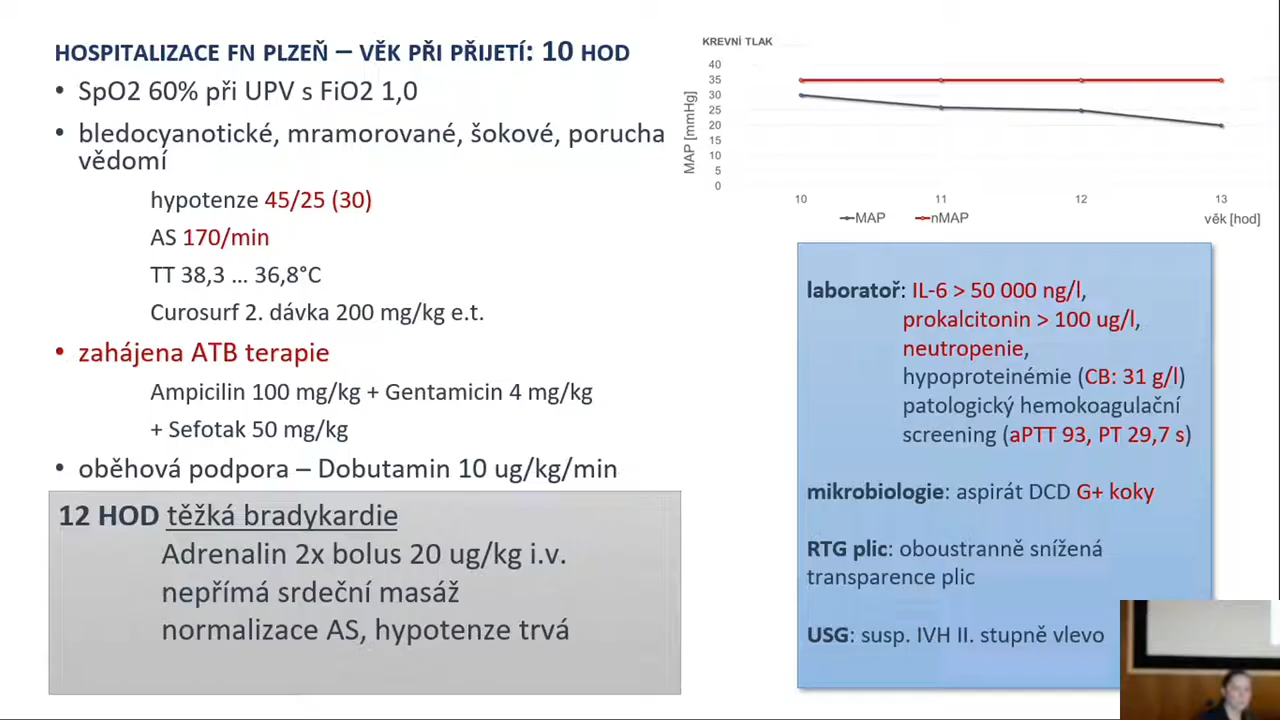 HOSPITALIZACE FN PLZEŇ – VĚK PŘI PŘIJETÍ: 10 HOD
• SpO2 60% při UPV s FiO2 1,0
• bledocyanotické, mramorované, šokové, porucha
vědomí
hypotenze 45/25 (30)
AS 170/min
TT 38,3 ... 36,8°C
Curosurf 2. dávka 200 mg/kg e.t.
• zahájena ATB terapie
Ampicilin 100 mg/kg + Gentamicin 4 mg/kg
+ Sefotak 50 mg/kg
• oběhová podpora – Dobutamin 10 ug/kg/min
12 HOD těžká bradykardie
Adrenalin 2x bolus 20 ug/kg i.v.
nepřímá srdeční masáž
normalizace AS, hypotenze trvá
KREVNÍ TLAK
MAP [mmHg]
40
35
30
25
20
15
10
5
0
10 11 12 13
MAP nMAP
věk [hod]
laboratoř: IL-6 > 50 000 ng/l,
prokalcitonin > 100 ug/l,
neutropenie,
hypoproteinémie (CB: 31 g/l)
patologický hemokoagulační
screening (aPTT 93, PT 29,7 s)
mikrobiologie: aspirát DCD G+ koky
RTG plic: oboustranně snížená
transparence plic
USG: susp. IVH II. stupně vlevo